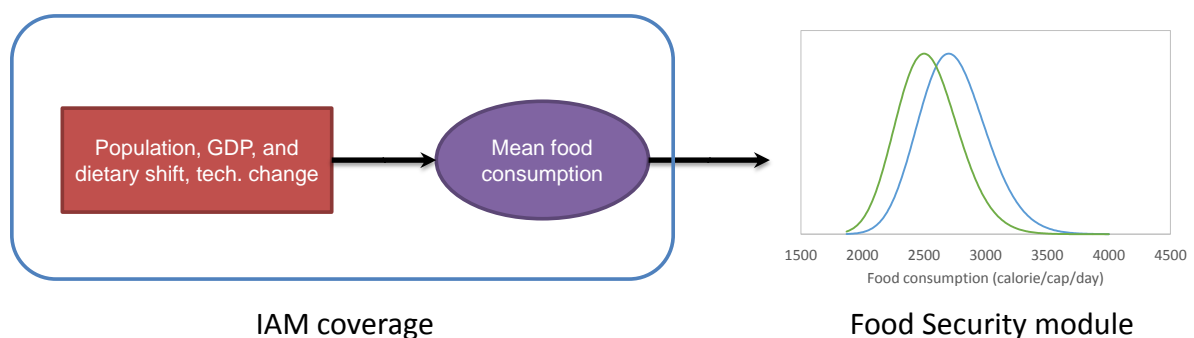 Population, GDP, and
dietary shift, tech. change
Mean food
consumption
1500 2000 2500 3000 3500 4000 4500
Food consumption (calorie/cap/day)
IAM coverage
Food Security module